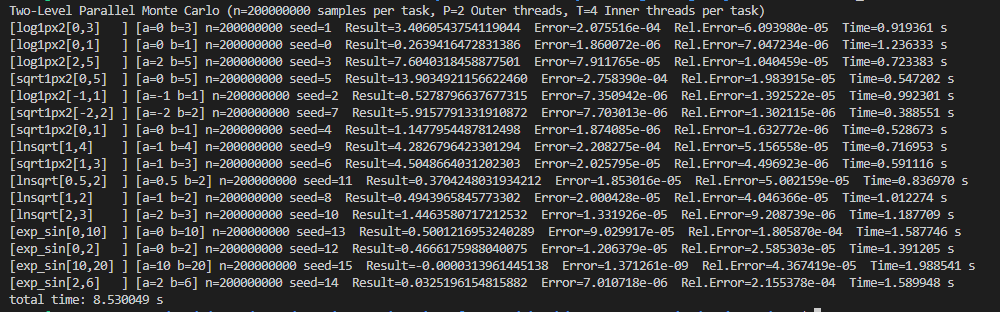 Two-Level Parallel Monte Carlo (n=200000000 samples per task, P=2 Outer threads, T=4 Inner threads per task)
[log1px2[0,3] ] [a=0 b=3] n=200000000 seed=1 Result=3.4060543754119044 Error=2.075516e-04 Rel.Error=6.093980e-05 Time=0.919361 s
[log1px2[0,1] ] [a=0 b=1] n=200000000 seed=0 Result=0.2639416472831386 Error=1.860072e-06 Rel.Error=7.047234e-06 Time=1.236333 s
[log1px2[2,5] ] [a=2 b=5] n=200000000 seed=3 Result=7.6040318458877501 Error=7.911765e-05 Rel.Error=1.040459e-05 Time=0.723383 s
[sqrt1px2[0,5] ] [a=0 b=5] n=200000000 seed=5 Result=13.9034921156622460 Error=2.758390e-04 Rel.Error=1.983915e-05 Time=0.547202 s
[log1px2[-1,1] ] [a=-1 b=1] n=200000000 seed=2 Result=0.5278796637677315 Error=7.350942e-06 Rel.Error=1.392522e-05 Time=0.992301 s
[sqrt1px2[-2,2] ] [a=-2 b=2] n=200000000 seed=7 Result=5.9157791331910872 Error=7.703013e-06 Rel.Error=1.302115e-06 Time=0.388551 s
[sqrt1px2[0,1] ] [a=0 b=1] n=200000000 seed=4 Result=1.1477954487812498 Error=1.874085e-06 Rel.Error=1.632772e-06 Time=0.528673 s
[lnsqrt[1,4] ] [a=1 b=4] n=200000000 seed=9 Result=4.2826796423301294 Error=2.208275e-04 Rel.Error=5.156558e-05 Time=0.716953 s
[sqrt1px2[1,3] ] [a=1 b=3] n=200000000 seed=6 Result=4.5048664031202303 Error=2.025795e-05 Rel.Error=4.496923e-06 Time=0.591116 s
[lnsqrt[0.5,2] ] [a=0.5 b=2] n=200000000 seed=11 Result=0.3704248031934212 Error=1.853016e-05 Rel.Error=5.002159e-05 Time=0.836970 s
[lnsqrt[1,2] ] [a=1 b=2] n=200000000 seed=8 Result=0.4943965845773302 Error=2.000428e-05 Rel.Error=4.046366e-05 Time=1.012274 s
[lnsqrt[2,3] ] [a=2 b=3] n=200000000 seed=10 Result=1.4463580717212532 Error=1.331926e-05 Rel.Error=9.208739e-06 Time=1.187709 s
[exp_sin[0,10] ] [a=0 b=10] n=200000000 seed=13 Result=0.5001216953240289 Error=9.029917e-05 Rel.Error=1.805870e-04 Time=1.587746 s
[exp_sin[0,2] ] [a=0 b=2] n=200000000 seed=12 Result=0.4666175988040075 Error=1.206379e-05 Rel.Error=2.585303e-05 Time=1.391205 s
[exp_sin[10,20] ] [a=10 b=20] n=200000000 seed=15 Result=-0.0000313961445138 Error=1.371261e-09 Rel.Error=4.367419e-05 Time=1.988541 s
[exp_sin[2,6] ] [a=2 b=6] n=200000000 seed=14 Result=0.0325196154815882 Error=7.010718e-06 Rel.Error=2.155378e-04 Time=1.589948 s
total time: 8.530049 s